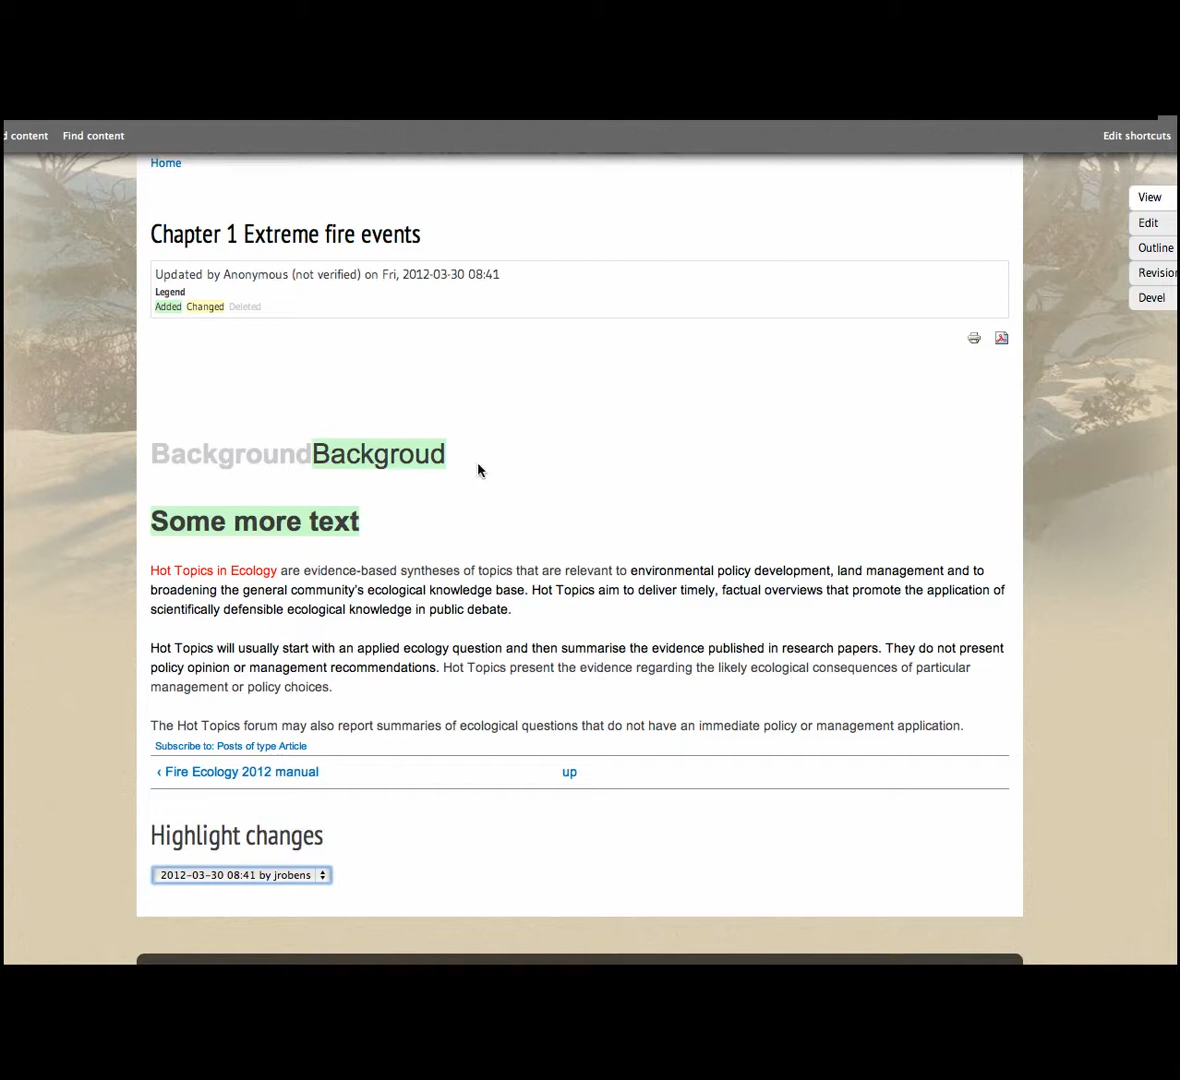 d content Find content Edit shortcuts
Home
View
Chapter 1 Extreme fire events
Edit
Outline
Updated by Anonymous (not verified) on Fri, 2012-03-30 08:41
Revision
Legend
Devel
Added Changed Deleted
BackgroundBackgroud
Some more text
Hot Topics in Ecology are evidence-based syntheses of topics that are relevant to environmental policy development, land management and to
broadening the general community's ecological knowledge base. Hot Topics aim to deliver timely, factual overviews that promote the application of
scientifically defensible ecological knowledge in public debate.
Hot Topics will usually start with an applied ecology question and then summarise the evidence published in research papers. They do not present
policy opinion or management recommendations. Hot Topics present the evidence regarding the likely ecological consequences of particular
management or policy choices.
The Hot Topics forum may also report summaries of ecological questions that do not have an immediate policy or management application.
Subscribe to: Posts of type Article
‹ Fire Ecology 2012 manual up
Highlight changes
2012-03-30 08:41 by jrobens